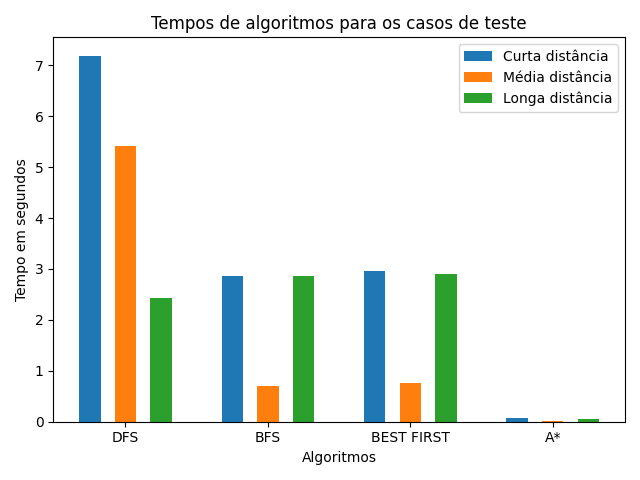 Tempos de algoritmos para os casos de teste
Curta distância
Média distância
Longa distância
Tempo em segundos
7
6
5
4
3
2
1
0
DFS
BFS
BEST FIRST
A*
Algoritmos